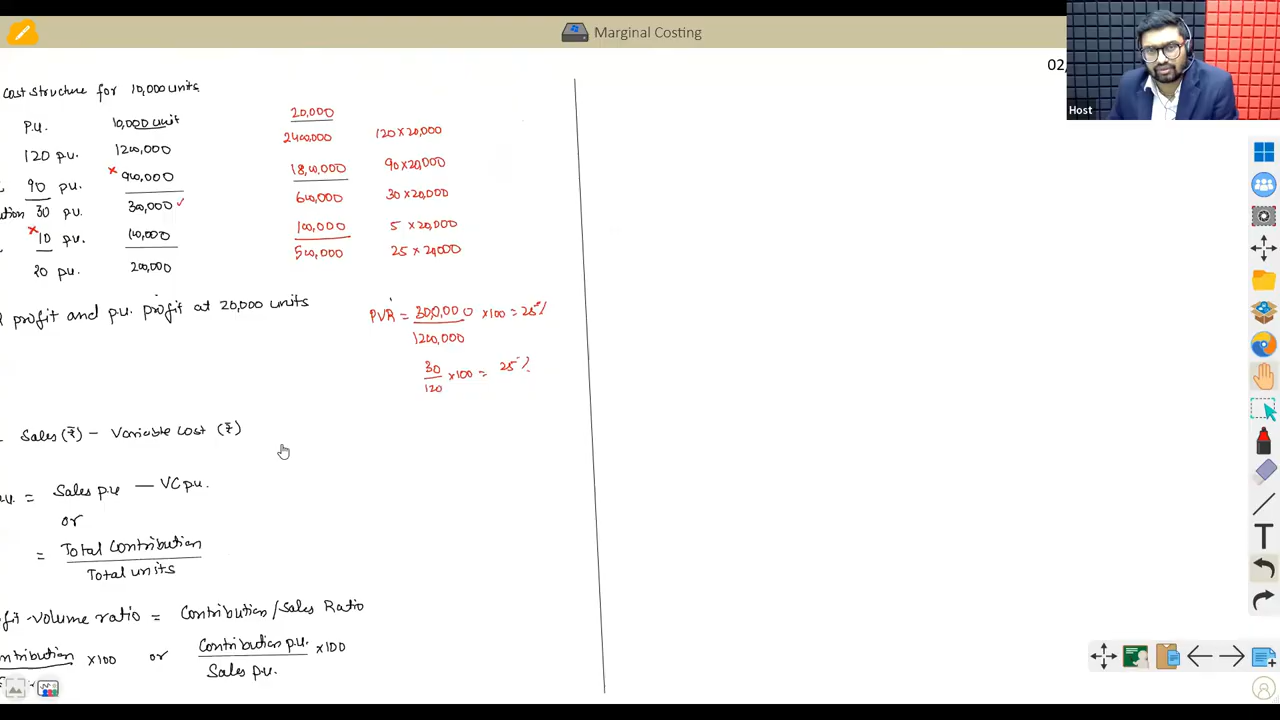 Marginal Costing
02/
Host
cost structure for 10,000 units
p.u. 10,000 unit 20,000
120 p.u. 1200,000 2400,000 120 x 20,000
90 p.u. x 900,000 18,00,000 90 x 20,000
ution 30 p.u. 300,000 ✓ 600,000 30 x 20,000
x 10 p.u. 100,000 100,000 5 x 20,000
20 p.u. 200,000 500,000 25 x 20,000
l profit and p.u. profit at 20,000 units
PVR = 300,000 x 100 = 25%
1200,000
30 x 100 = 25%
120
Sales (₹) - Variable Cost (₹)
p.u. = Sales p.u — VC p.u.
or
= Total Contribution
Total units
fit-volume ratio = Contribution/Sales Ratio
ntribution x 100 or Contribution p.u. x 100
Sales p.u.